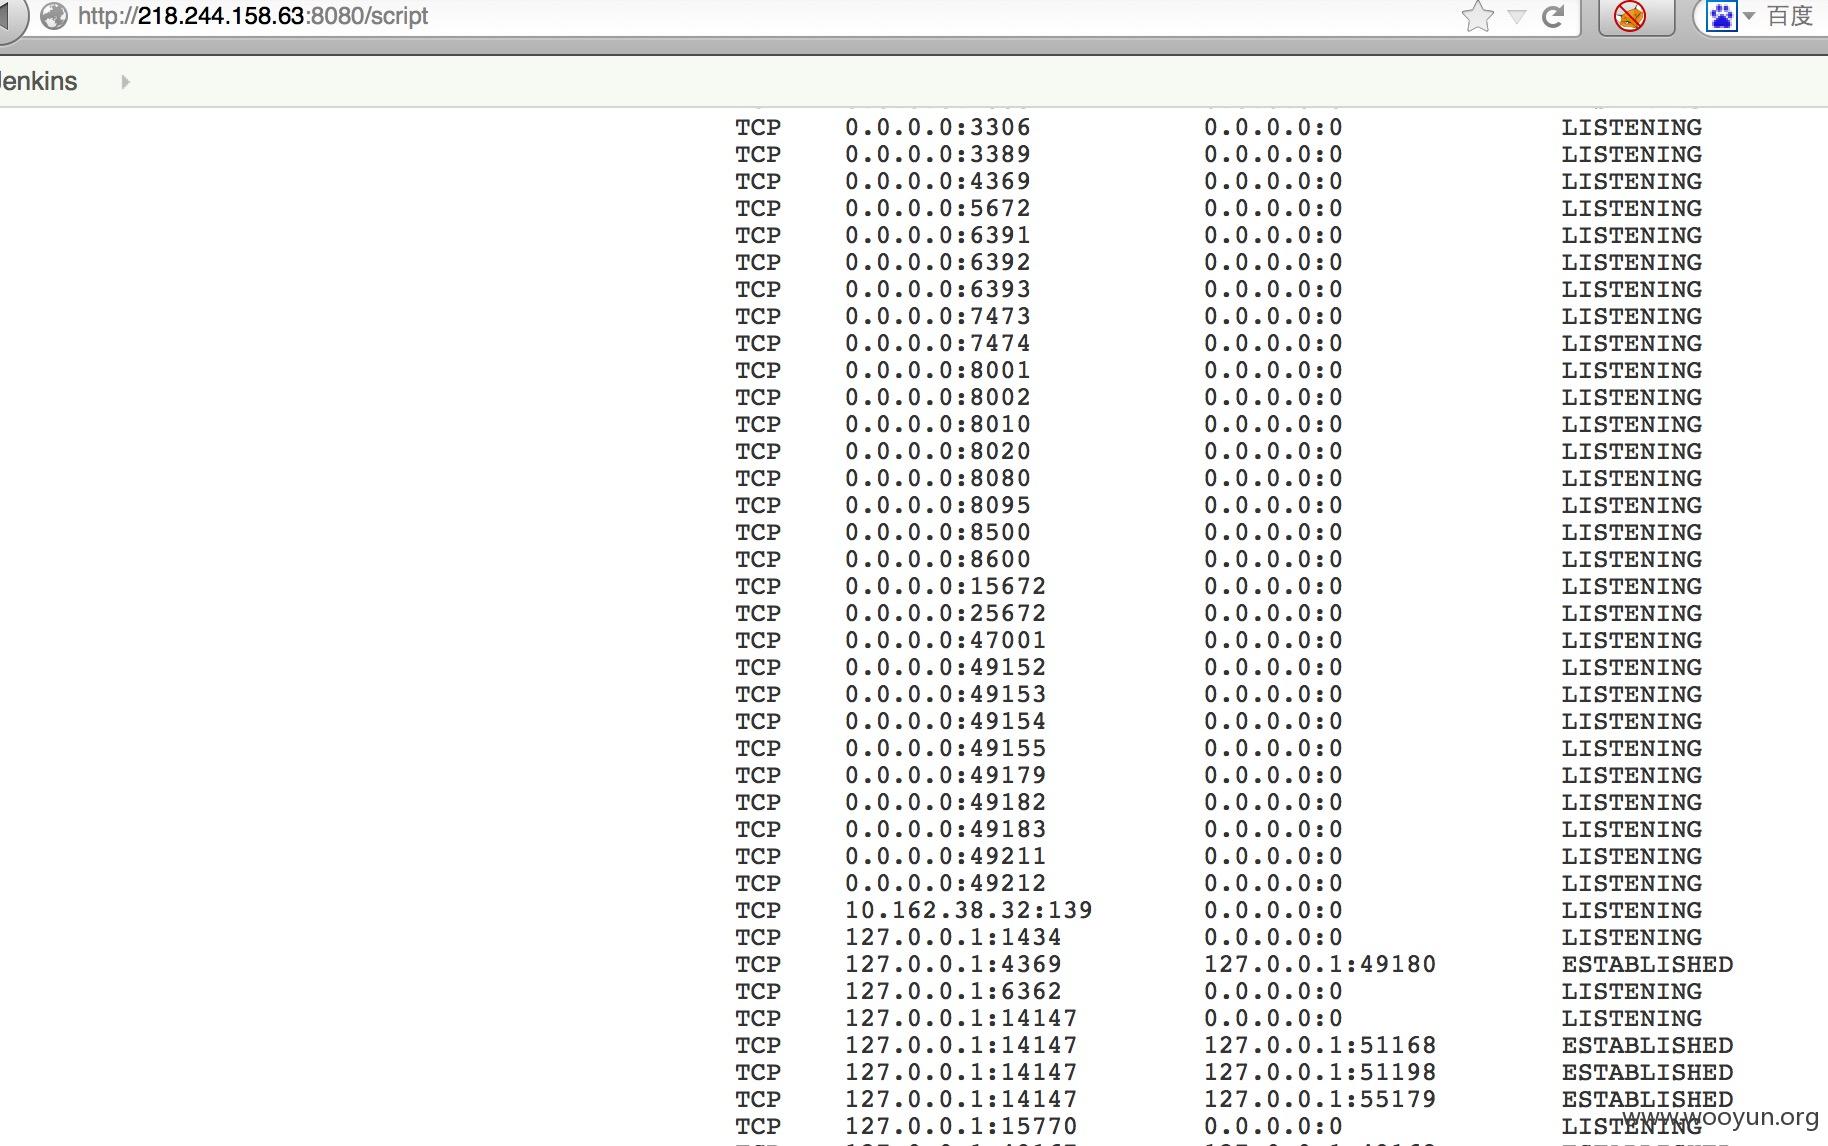 http://218.244.158.63:8080/script 百度
Jenkins
TCP 0.0.0.0:3306 0.0.0.0:0 LISTENING
TCP 0.0.0.0:3389 0.0.0.0:0 LISTENING
TCP 0.0.0.0:4369 0.0.0.0:0 LISTENING
TCP 0.0.0.0:5672 0.0.0.0:0 LISTENING
TCP 0.0.0.0:6391 0.0.0.0:0 LISTENING
TCP 0.0.0.0:6392 0.0.0.0:0 LISTENING
TCP 0.0.0.0:6393 0.0.0.0:0 LISTENING
TCP 0.0.0.0:7473 0.0.0.0:0 LISTENING
TCP 0.0.0.0:7474 0.0.0.0:0 LISTENING
TCP 0.0.0.0:8001 0.0.0.0:0 LISTENING
TCP 0.0.0.0:8002 0.0.0.0:0 LISTENING
TCP 0.0.0.0:8010 0.0.0.0:0 LISTENING
TCP 0.0.0.0:8020 0.0.0.0:0 LISTENING
TCP 0.0.0.0:8080 0.0.0.0:0 LISTENING
TCP 0.0.0.0:8095 0.0.0.0:0 LISTENING
TCP 0.0.0.0:8500 0.0.0.0:0 LISTENING
TCP 0.0.0.0:8600 0.0.0.0:0 LISTENING
TCP 0.0.0.0:15672 0.0.0.0:0 LISTENING
TCP 0.0.0.0:25672 0.0.0.0:0 LISTENING
TCP 0.0.0.0:47001 0.0.0.0:0 LISTENING
TCP 0.0.0.0:49152 0.0.0.0:0 LISTENING
TCP 0.0.0.0:49153 0.0.0.0:0 LISTENING
TCP 0.0.0.0:49154 0.0.0.0:0 LISTENING
TCP 0.0.0.0:49155 0.0.0.0:0 LISTENING
TCP 0.0.0.0:49179 0.0.0.0:0 LISTENING
TCP 0.0.0.0:49182 0.0.0.0:0 LISTENING
TCP 0.0.0.0:49183 0.0.0.0:0 LISTENING
TCP 0.0.0.0:49211 0.0.0.0:0 LISTENING
TCP 0.0.0.0:49212 0.0.0.0:0 LISTENING
TCP 10.162.38.32:139 0.0.0.0:0 LISTENING
TCP 127.0.0.1:1434 0.0.0.0:0 LISTENING
TCP 127.0.0.1:4369 127.0.0.1:49180 ESTABLISHED
TCP 127.0.0.1:6362 0.0.0.0:0 LISTENING
TCP 127.0.0.1:14147 0.0.0.0:0 LISTENING
TCP 127.0.0.1:14147 127.0.0.1:51168 ESTABLISHED
TCP 127.0.0.1:14147 127.0.0.1:51198 ESTABLISHED
TCP 127.0.0.1:14147 127.0.0.1:55179 ESTABLISHED
TCP 127.0.0.1:15770 0.0.0.0:0 LISTENING
www.wooyun.org